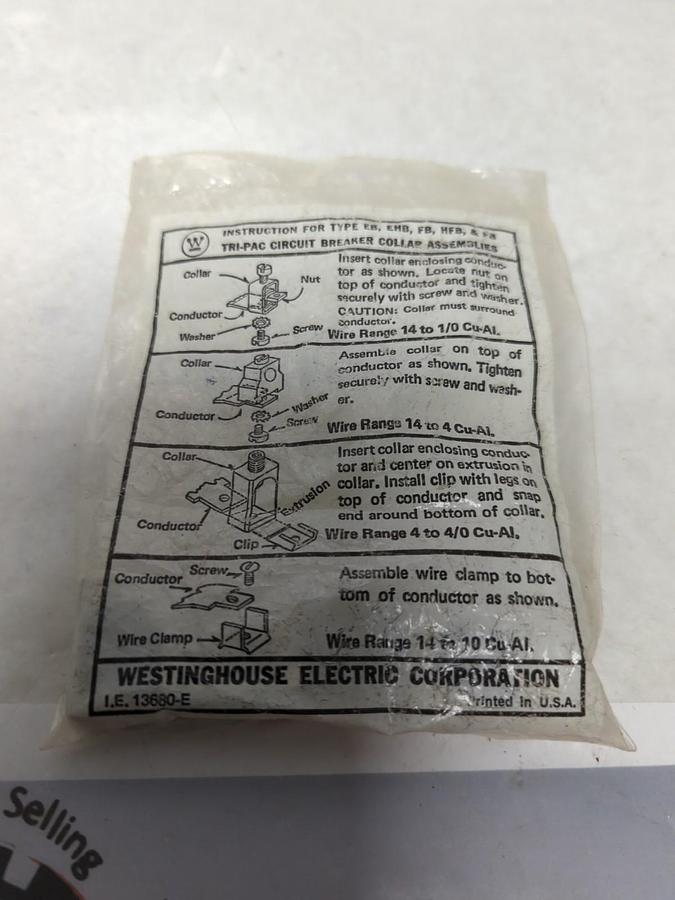 W
INSTRUCTION FOR TYPE EB, EHB, FB, HFB, & FA
TRI-PAC CIRCUIT BREAKER COLLAR ASSEMBLIES
Collar
Nut
Conductor
Washer
Screw
Insert collar enclosing conduc-
tor as shown. Locate nut on
top of conductor and tighten
securely with screw and washer.
CAUTION: Collar must surround
conductor.
Wire Range 14 to 1/0 Cu-Al.
Collar
Conductor
Washer
Screw
Assemble collar on top of
conductor as shown. Tighten
securely with screw and wash-
er.
Wire Range 14 to 4 Cu-Al.
Collar
Extrusion
Conductor
Clip
Insert collar enclosing conduc-
tor and center on extrusion in
collar. Install clip with legs on
top of conductor and snap
end around bottom of collar.
Wire Range 4 to 4/0 Cu-Al.
Screw
Conductor
Wire Clamp
Assemble wire clamp to bot-
tom of conductor as shown.
Wire Range 14 to 10 Cu-Al.
WESTINGHOUSE ELECTRIC CORPORATION
I.E. 13680-E
Printed in U.S.A.
Selling